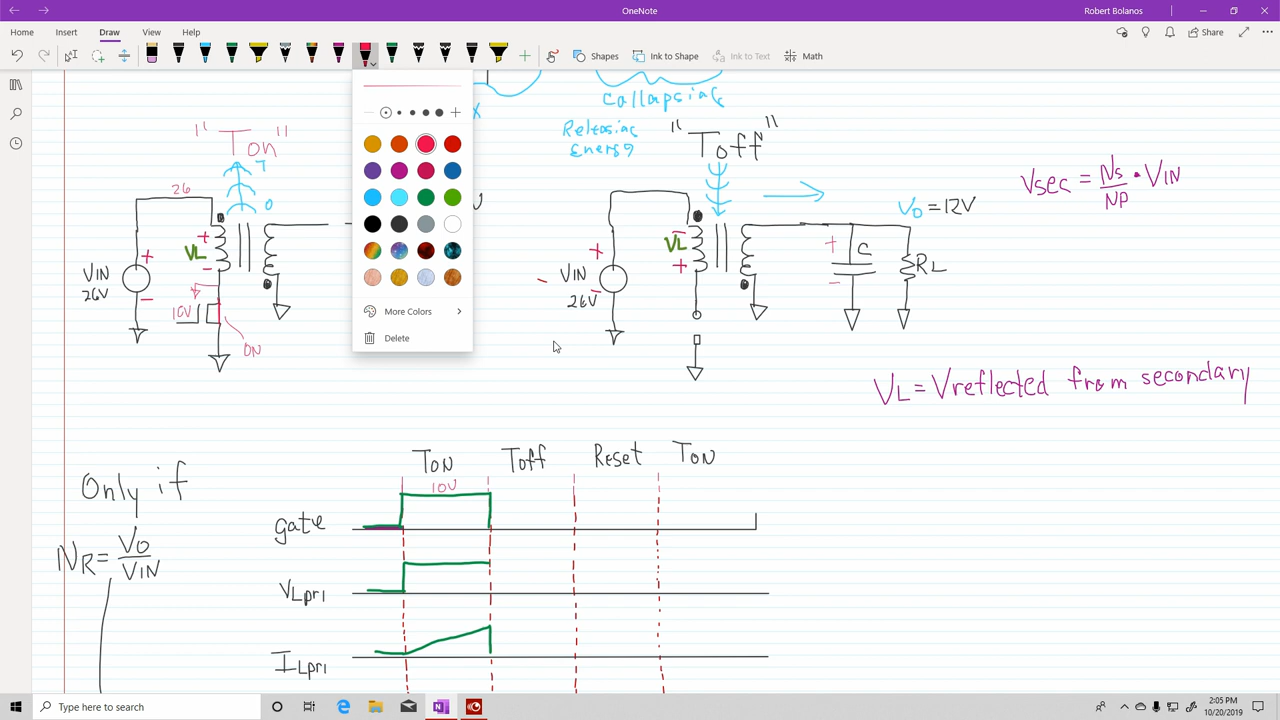 OneNote
Robert Bolanos
Home Insert Draw View Help
Share
Shapes
Ink to Shape
Ink to Text
Math
Collapsing
Releasing
Energy
"Ton"
"Toff"
26
7
0
+
VL
-
+
VIN
26V
-
10V
ON
More Colors
Delete
-
VL
+
+
VIN
26V
-
-
+
C
-
RL
Vo = 12V
Vsec = Ns/NP · VIN
VL = Vreflected from secondary
Only if
NR = VO/VIN
TON Toff Reset TON
10V
gate
VLpri
ILpri
Type here to search
2:05 PM
10/20/2019